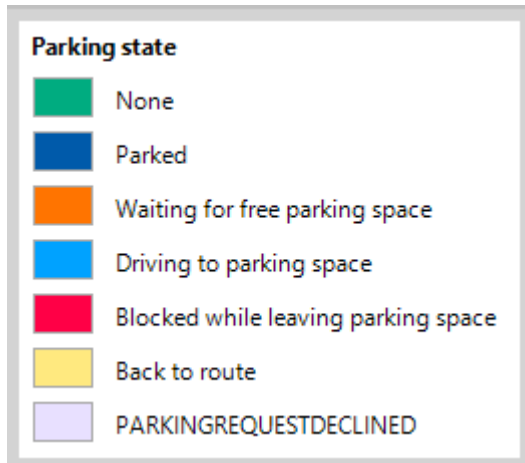 Parking state
None
Parked
Waiting for free parking space
Driving to parking space
Blocked while leaving parking space
Back to route
PARKINGREQUESTDECLINED